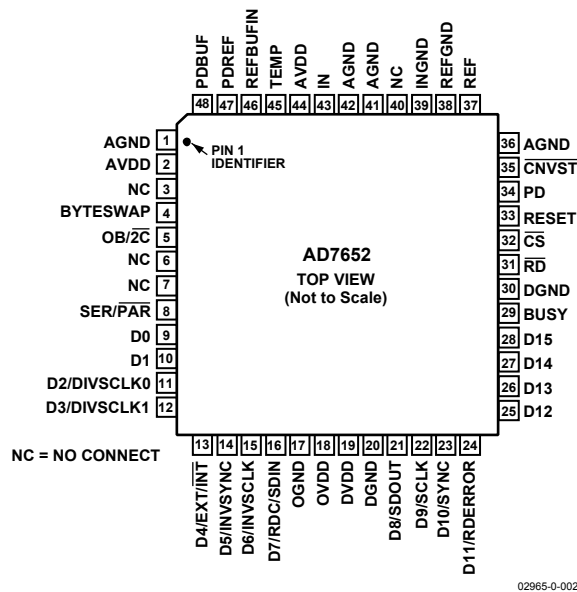 PDBUF
PDREF
REFBUFIN
TEMP
AVDD
IN
AGND
AGND
NC
INGND
REFGND
REF
48 47 46 45 44 43 42 41 40 39 38 37
AGND 1
AVDD 2
NC 3
BYTESWAP 4
OB/2C̅ 5
NC 6
NC 7
SER/P̅A̅R̅ 8
D0 9
D1 10
D2/DIVSCLK0 11
D3/DIVSCLK1 12
PIN 1
IDENTIFIER
AD7652
TOP VIEW
(Not to Scale)
36 AGND
35 C̅N̅V̅S̅T̅
34 PD
33 RESET
32 C̅S̅
31 R̅D̅
30 DGND
29 BUSY
28 D15
27 D14
26 D13
25 D12
NC = NO CONNECT
13 14 15 16 17 18 19 20 21 22 23 24
D4/EXT/I̅N̅T̅
D5/INVSYNC
D6/INVSCLK
D7/RDC/SDIN
OGND
OVDD
DVDD
DGND
D8/SDOUT
D9/SCLK
D10/SYNC
D11/RDERROR
02965-0-002